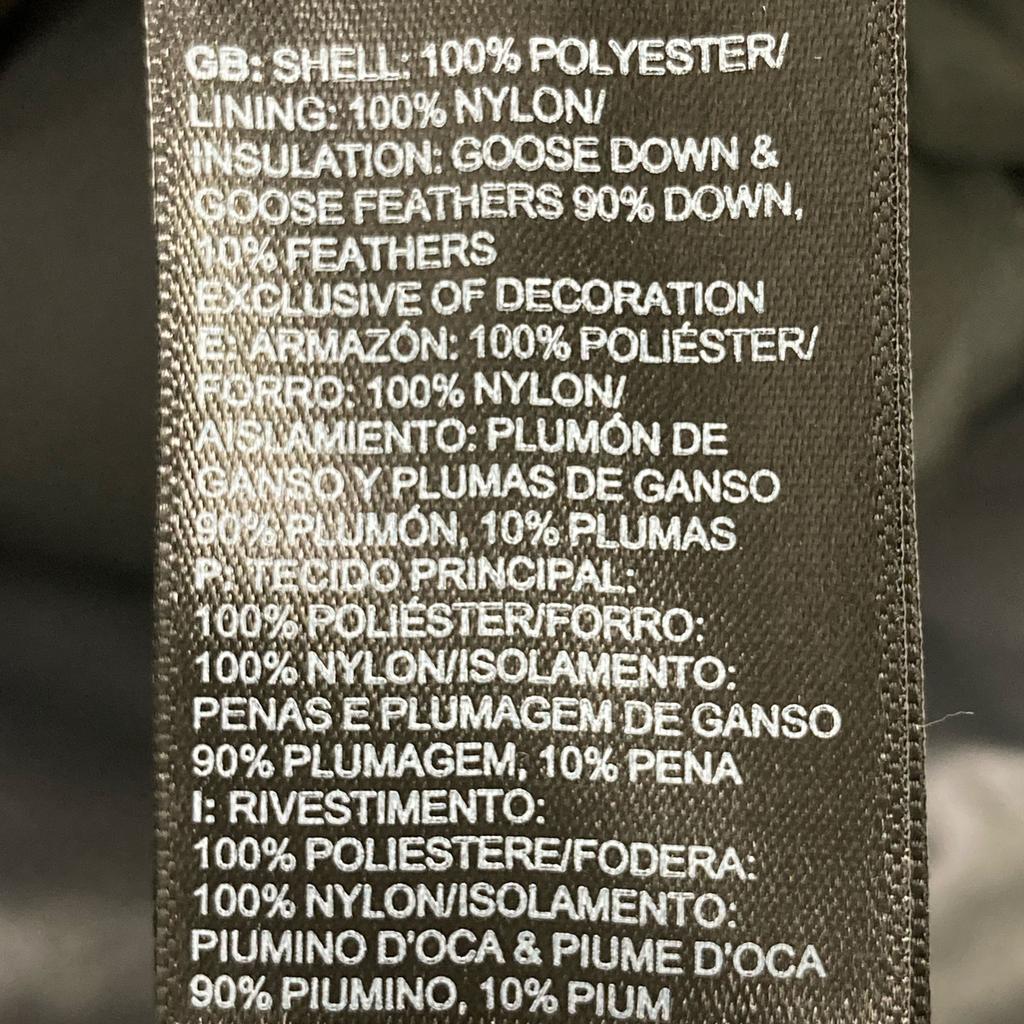 GB: SHELL: 100% POLYESTER/
LINING: 100% NYLON/
INSULATION: GOOSE DOWN &
GOOSE FEATHERS 90% DOWN,
10% FEATHERS
EXCLUSIVE OF DECORATION
E: ARMAZÓN: 100% POLIÉSTER/
FORRO: 100% NYLON/
AISLAMIENTO: PLUMÓN DE
GANSO Y PLUMAS DE GANSO
90% PLUMÓN, 10% PLUMAS
P: TECIDO PRINCIPAL:
100% POLIÉSTER/FORRO:
100% NYLON/ISOLAMENTO:
PENAS E PLUMAGEM DE GANSO
90% PLUMAGEM, 10% PENA
I: RIVESTIMENTO:
100% POLIESTERE/FODERA:
100% NYLON/ISOLAMENTO:
PIUMINO D'OCA & PIUME D'OCA
90% PIUMINO, 10% PIUM